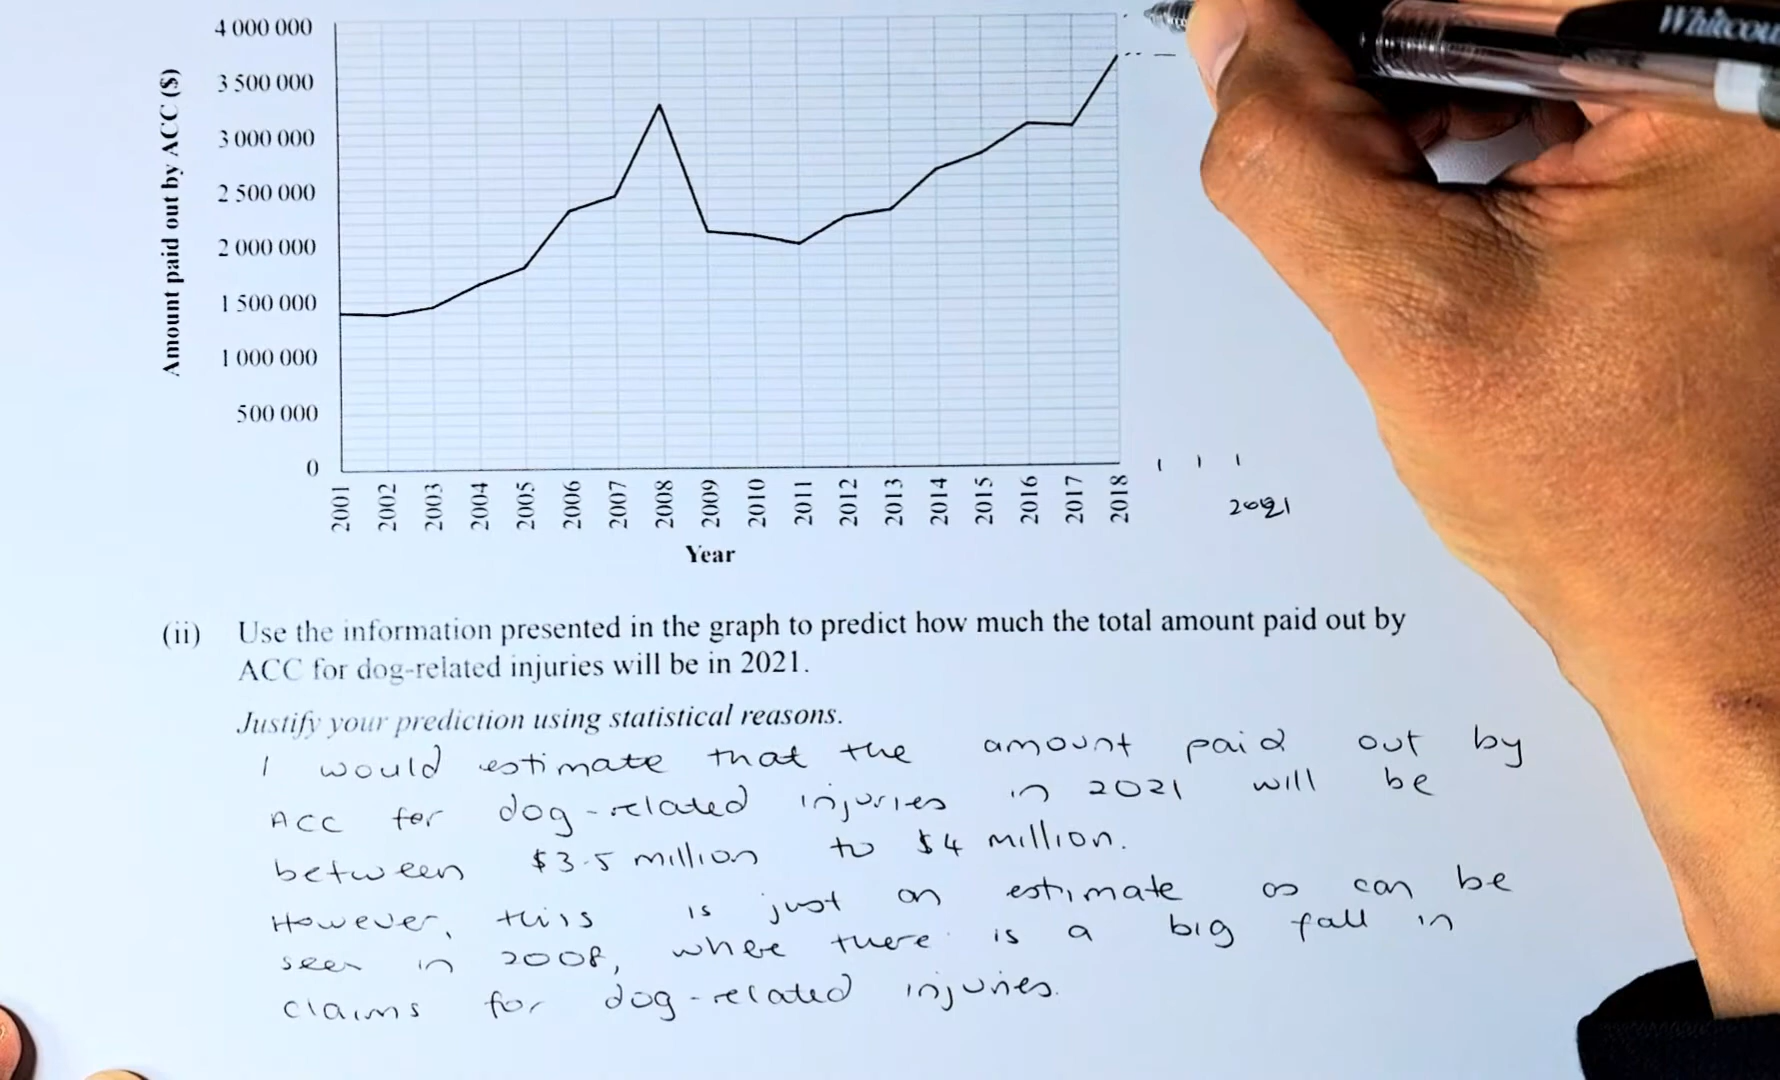 4 000 000
3 500 000
3 000 000
2 500 000
2 000 000
1 500 000
1 000 000
500 000
0
Amount paid out by ACC ($)
2001 2002 2003 2004 2005 2006 2007 2008 2009 2010 2011 2012 2013 2014 2015 2016 2017 2018
2021
Year
(ii) Use the information presented in the graph to predict how much the total amount paid out by
ACC for dog-related injuries will be in 2021.
Justify your prediction using statistical reasons.
I would estimate that the amount paid out by
ACC for dog-related injuries in 2021 will be
between $3.5 million to $4 million.
However, this is just an estimate as can be
seen in 2008, where there is a big fall in
claims for dog-related injuries.